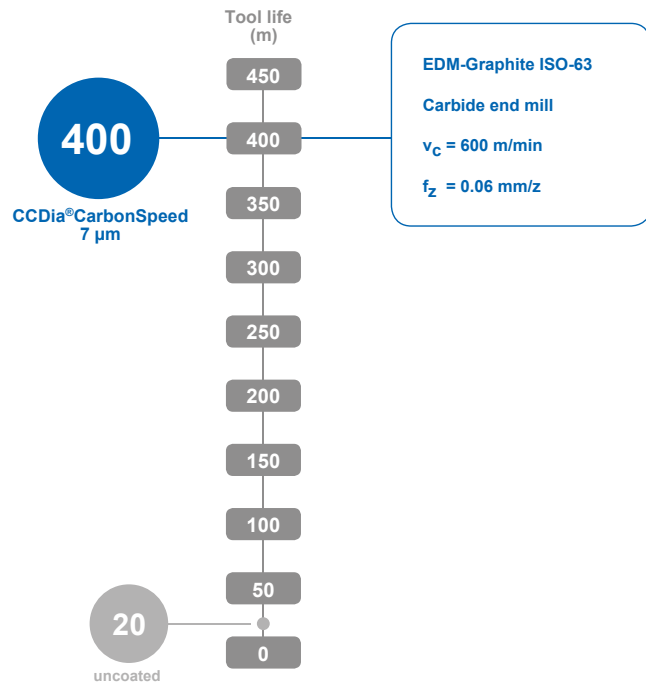 Tool life
(m)
450
400
400
350
300
250
200
150
100
50
0
CCDia®CarbonSpeed
7 µm
20
uncoated
EDM-Graphite ISO-63
Carbide end mill
vc = 600 m/min
fz = 0.06 mm/z